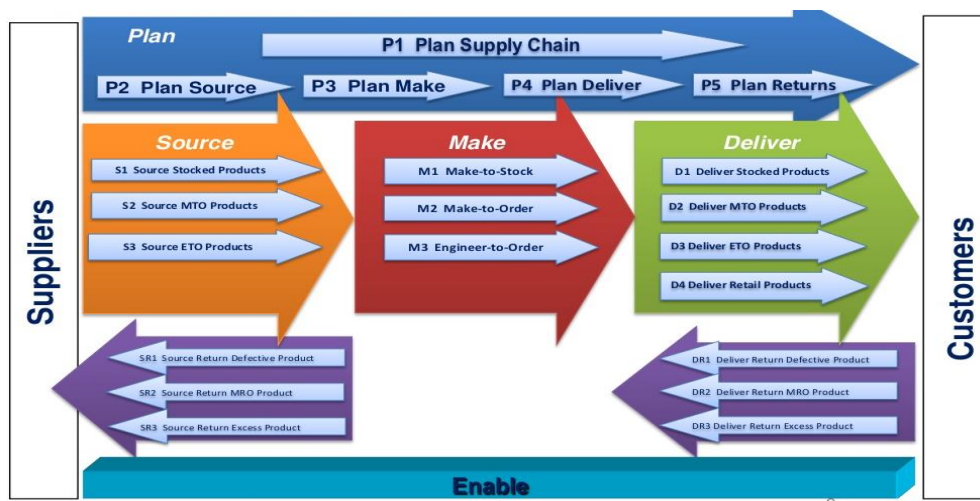 Plan
P1 Plan Supply Chain
P2 Plan Source
P3 Plan Make
P4 Plan Deliver
P5 Plan Returns
Suppliers
Source
S1 Source Stocked Products
S2 Source MTO Products
S3 Source ETO Products
Make
M1 Make-to-Stock
M2 Make-to-Order
M3 Engineer-to-Order
Deliver
D1 Deliver Stocked Products
D2 Deliver MTO Products
D3 Deliver ETO Products
D4 Deliver Retail Products
Customers
SR1 Source Return Defective Product
SR2 Source Return MRO Product
SR3 Source Return Excess Product
DR1 Deliver Return Defective Product
DR2 Deliver Return MRO Product
DR3 Deliver Return Excess Product
Enable